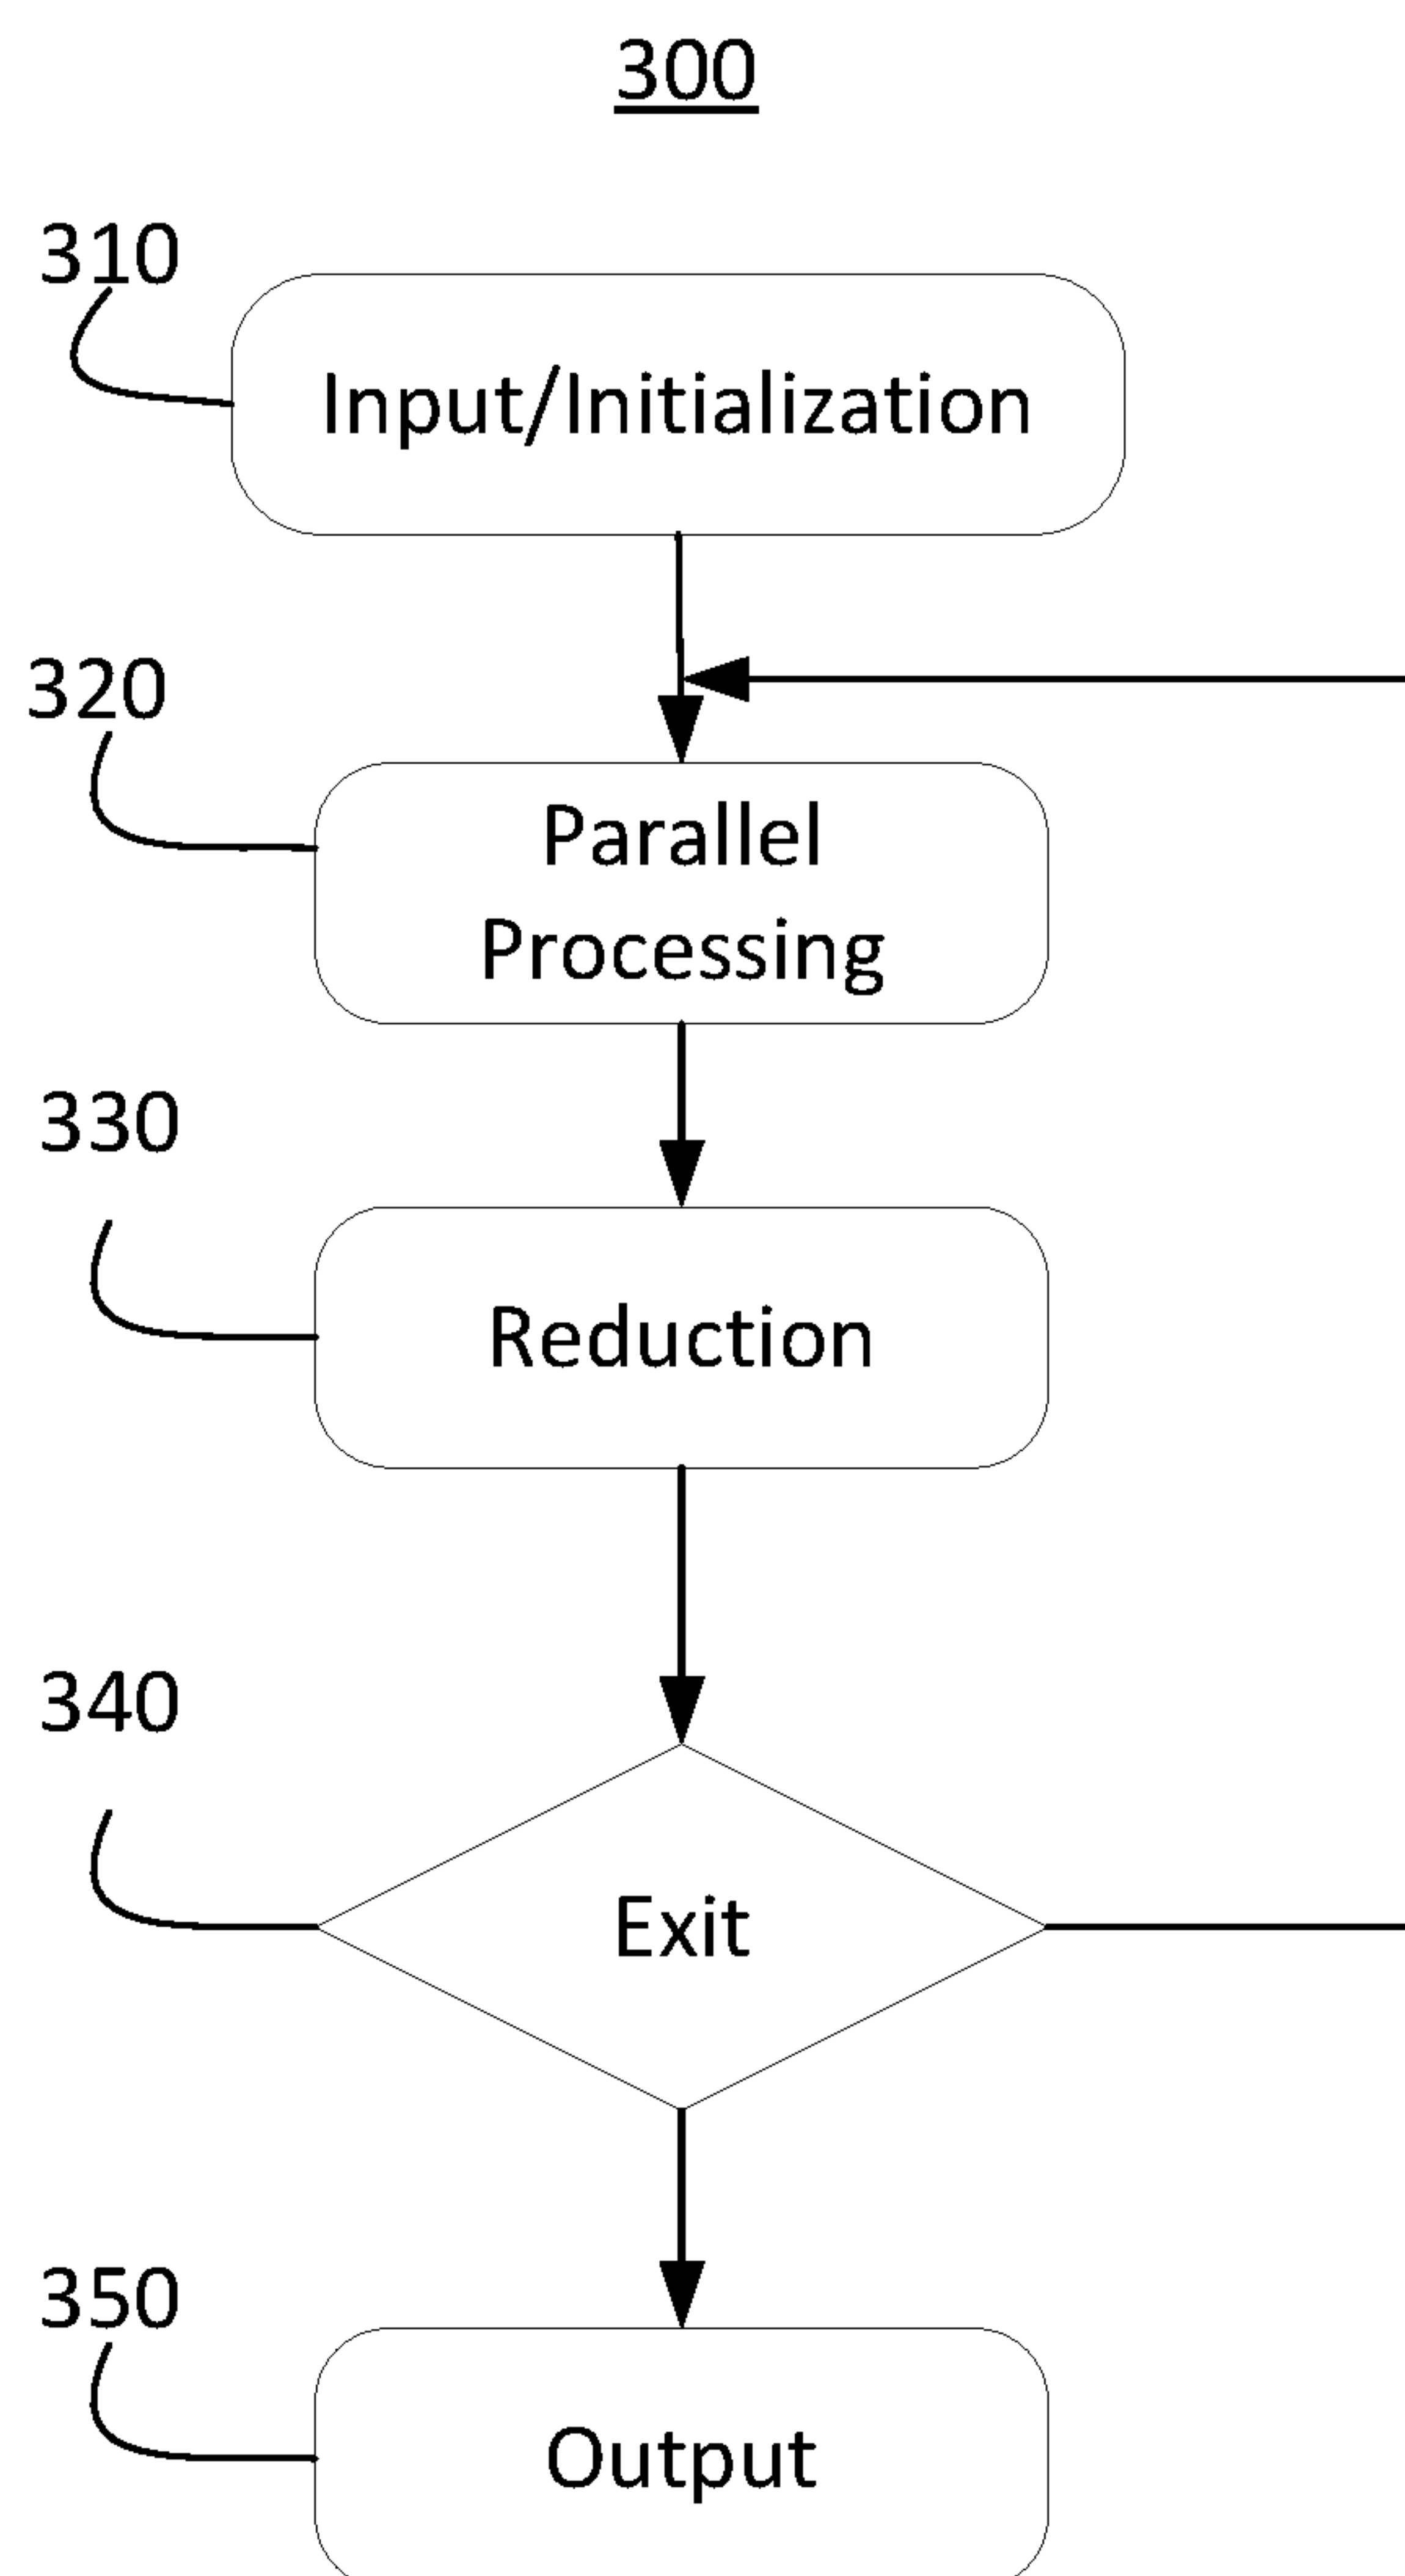 300
310
Input/Initialization
320
Parallel
Processing
330
Reduction
340
Exit
350
Output